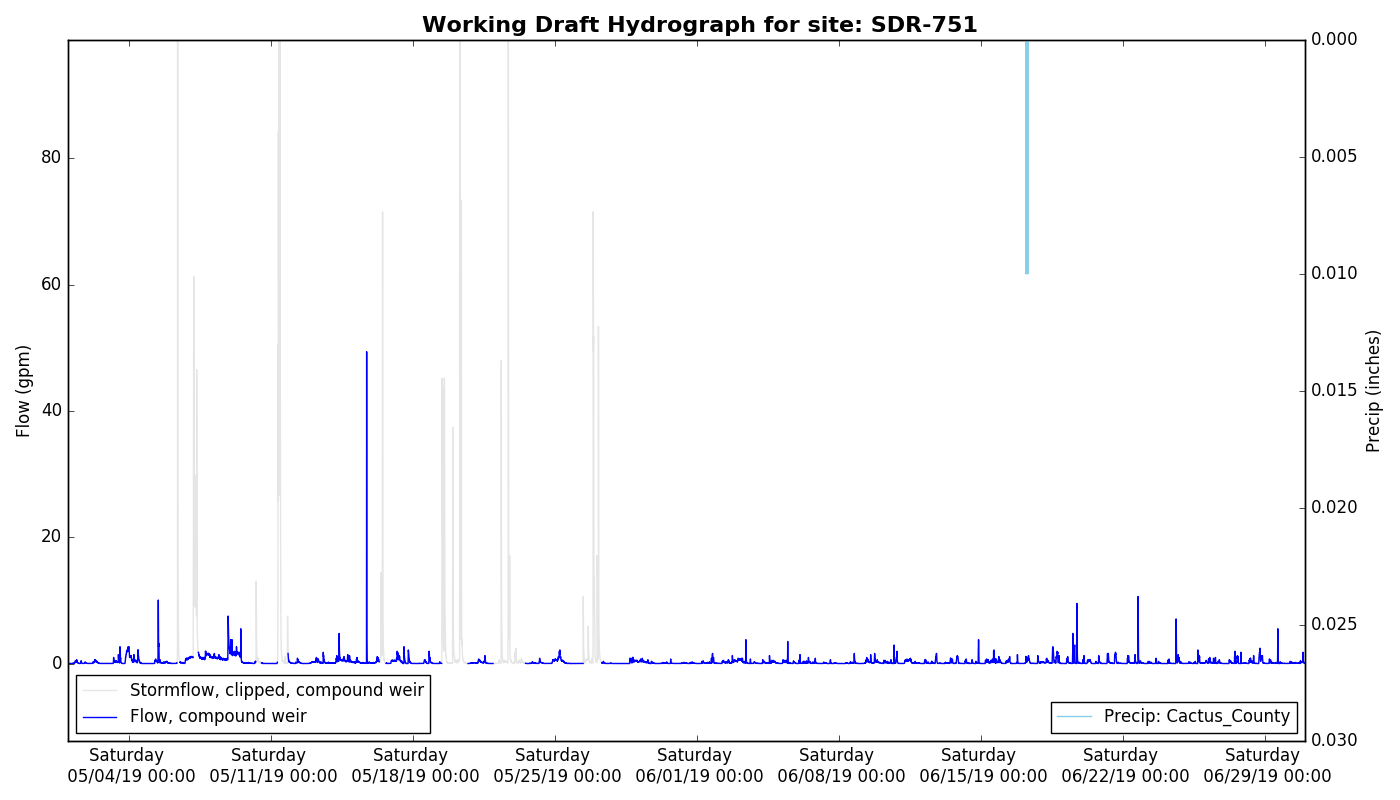 Working Draft Hydrograph for site: SDR-751
Flow (gpm)
80
60
40
20
0
0.000
0.005
0.010
0.015
0.020
0.025
0.030
Precip (inches)
Stormflow, clipped, compound weir
Flow, compound weir
Precip: Cactus_County
Saturday
05/04/19 00:00
Saturday
05/11/19 00:00
Saturday
05/18/19 00:00
Saturday
05/25/19 00:00
Saturday
06/01/19 00:00
Saturday
06/08/19 00:00
Saturday
06/15/19 00:00
Saturday
06/22/19 00:00
Saturday
06/29/19 00:00